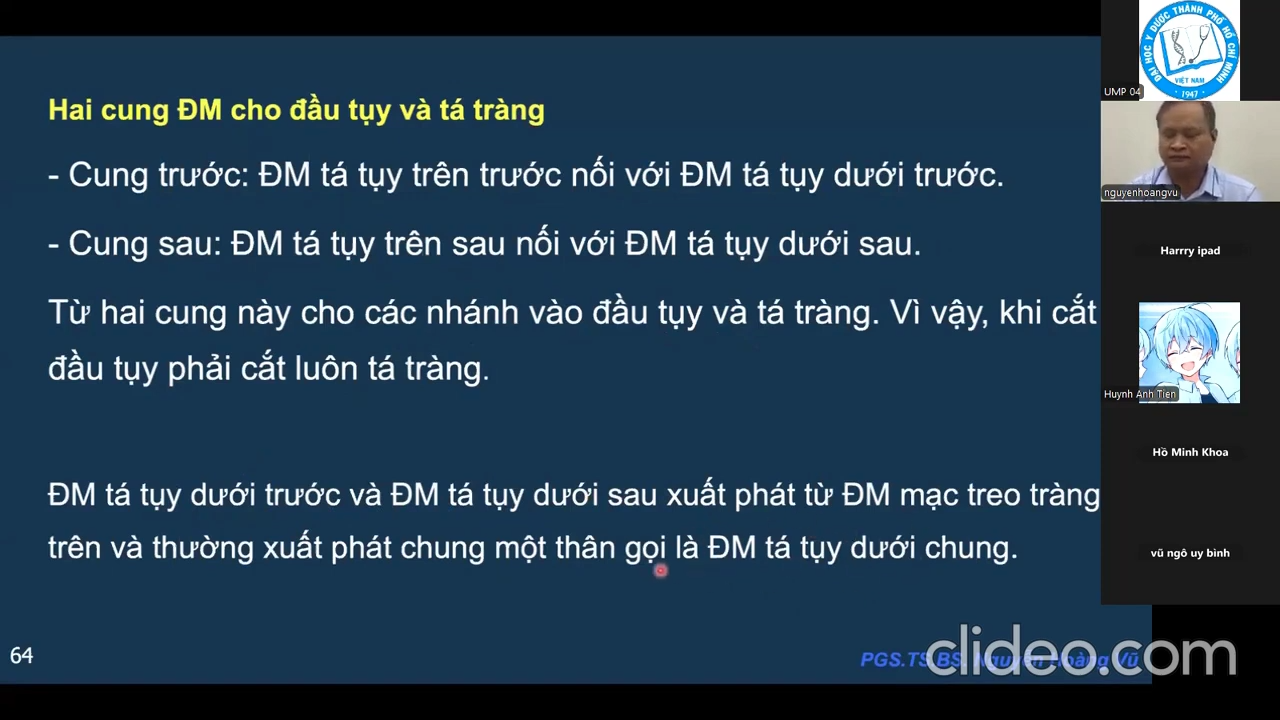 Hai cung ĐM cho đầu tụy và tá tràng
- Cung trước: ĐM tá tụy trên trước nối với ĐM tá tụy dưới trước.
- Cung sau: ĐM tá tụy trên sau nối với ĐM tá tụy dưới sau.
Từ hai cung này cho các nhánh vào đầu tụy và tá tràng. Vì vậy, khi cắt
đầu tụy phải cắt luôn tá tràng.
ĐM tá tụy dưới trước và ĐM tá tụy dưới sau xuất phát từ ĐM mạc treo tràng
trên và thường xuất phát chung một thân gọi là ĐM tá tụy dưới chung.
64
PGS.TS.BS. Nguyễn Hoàng Vũ
clideo.com
ĐẠI HỌC Y DƯỢC THÀNH PHỐ HỒ CHÍ MINH
VIỆT NAM
1947
UMP 04
nguyenhoangvu
Harrry ipad
Huynh Anh Tien
Hồ Minh Khoa
vũ ngô uy bình